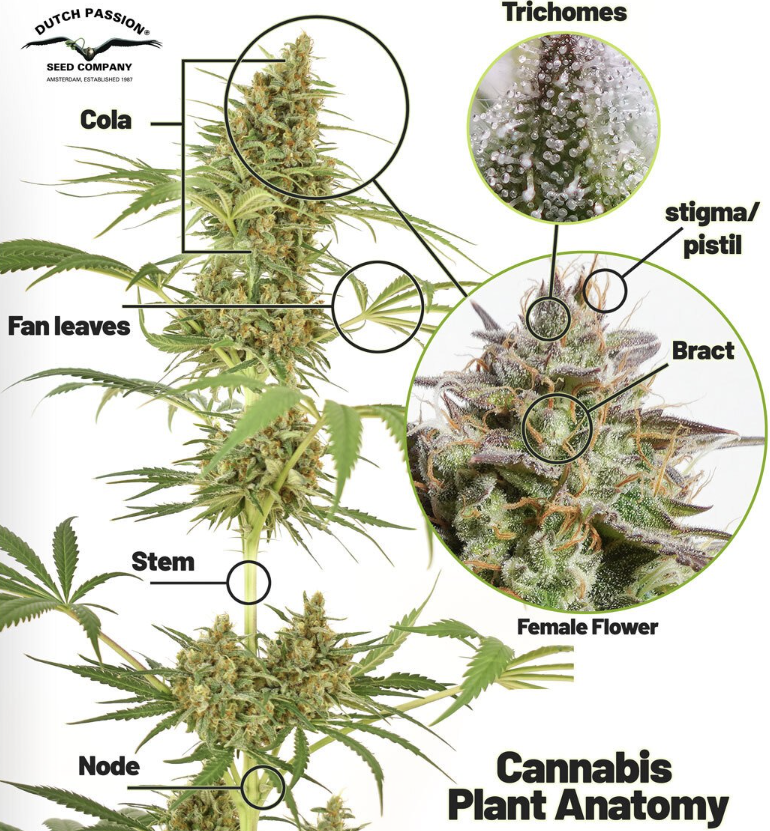 DUTCH PASSION®
SEED COMPANY
AMSTERDAM, ESTABLISHED 1987
Trichomes
Cola
stigma/
pistil
Fan leaves
Bract
Stem
Female Flower
Node
Cannabis
Plant Anatomy